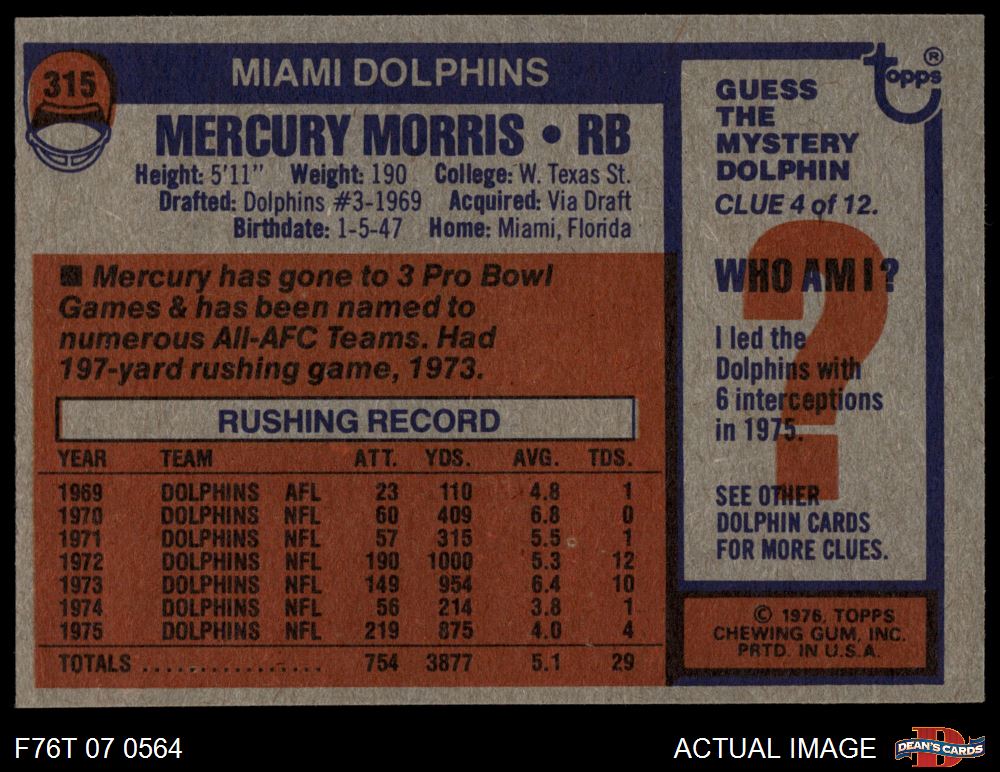 315
MIAMI DOLPHINS
MERCURY MORRIS • RB
Height: 5'11" Weight: 190 College: W. Texas St.
Drafted: Dolphins #3-1969 Acquired: Via Draft
Birthdate: 1-5-47 Home: Miami, Florida
■ Mercury has gone to 3 Pro Bowl
Games & has been named to
numerous All-AFC Teams. Had
197-yard rushing game, 1973.
RUSHING RECORD
YEAR TEAM ATT. YDS. AVG. TDS.
1969 DOLPHINS AFL 23 110 4.8 1
1970 DOLPHINS NFL 60 409 6.8 0
1971 DOLPHINS NFL 57 315 5.5 1
1972 DOLPHINS NFL 190 1000 5.3 12
1973 DOLPHINS NFL 149 954 6.4 10
1974 DOLPHINS NFL 56 214 3.8 1
1975 DOLPHINS NFL 219 875 4.0 4
TOTALS ................. 754 3877 5.1 29
topps®
GUESS
THE
MYSTERY
DOLPHIN
CLUE 4 of 12.
?
WHO AM I?
I led the
Dolphins with
6 interceptions
in 1975.
SEE OTHER
DOLPHIN CARDS
FOR MORE CLUES.
© 1976, TOPPS
CHEWING GUM, INC.
PRTD. IN U.S.A.
F76T 07 0564
ACTUAL IMAGE
D
DEAN'S CARDS